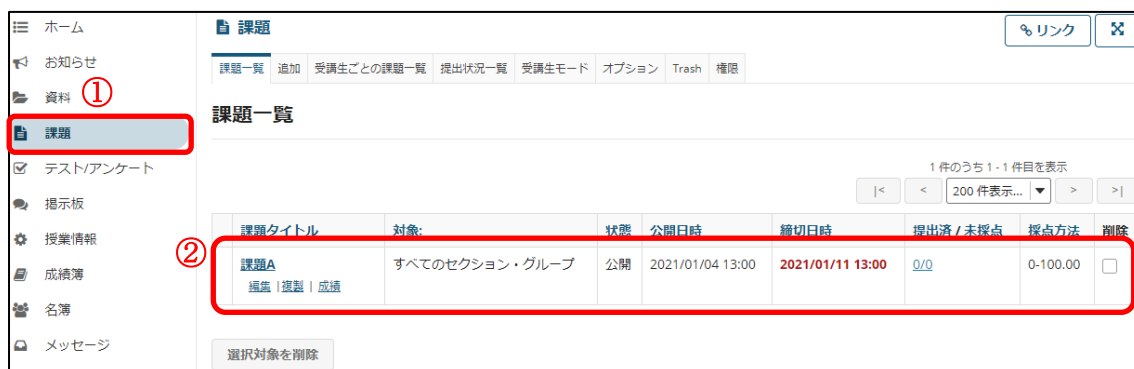 ホーム
お知らせ
資料
①
課題
テスト/アンケート
掲示板
授業情報
成績簿
名簿
メッセージ
課題
リンク
課題一覧 追加 受講生ごとの課題一覧 提出状況一覧 受講生モード オプション Trash 権限
課題一覧
1 件のうち 1 - 1 件目を表示
|< < 200 件表示... > >|
課題タイトル 対象: 状態 公開日時 締切日時 提出済 / 未採点 採点方法 削除
②
課題A すべてのセクション・グループ 公開 2021/01/04 13:00 2021/01/11 13:00 0/0 0-100.00
編集 | 複製 | 成績
選択対象を削除